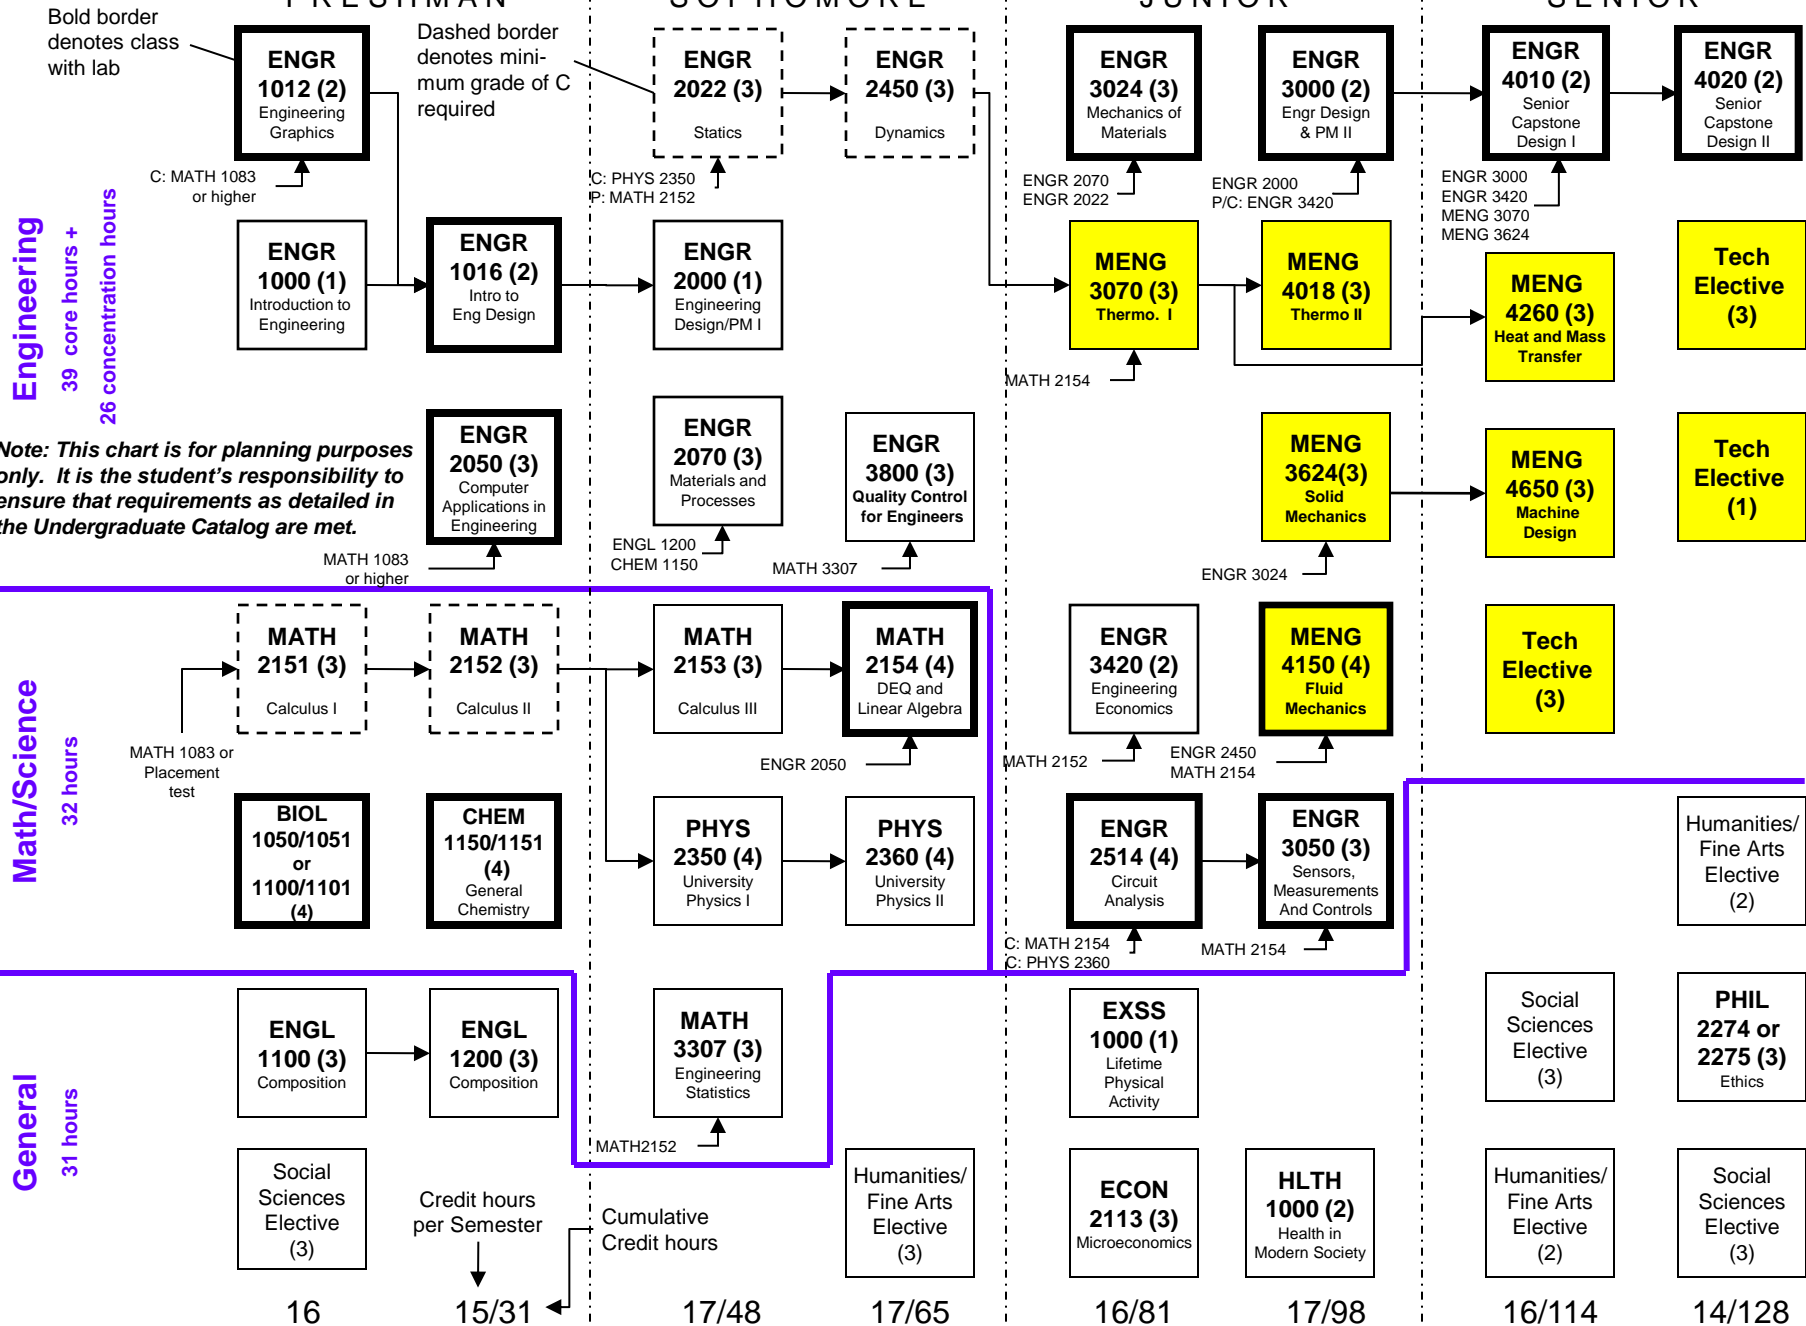 FRESHMAN
SOPHOMORE
JUNIOR
SENIOR
Bold border
denotes class
with lab
Dashed border
denotes mini-
mum grade of C
required
ENGR
1012 (2)
Engineering
Graphics
ENGR
2022 (3)
Statics
ENGR
2450 (3)
Dynamics
ENGR
3024 (3)
Mechanics of
Materials
ENGR
3000 (2)
Engr Design
& PM II
ENGR
4010 (2)
Senior
Capstone
Design I
ENGR
4020 (2)
Senior
Capstone
Design II
C: MATH 1083
or higher
C: PHYS 2350
P: MATH 2152
ENGR 2070
ENGR 2022
ENGR 2000
P/C: ENGR 3420
ENGR 3000
ENGR 3420
MENG 3070
MENG 3624
Engineering
39 core hours +
26 concentration hours
ENGR
1000 (1)
Introduction to
Engineering
ENGR
1016 (2)
Intro to
Eng Design
ENGR
2000 (1)
Engineering
Design/PM I
MENG
3070 (3)
Thermo. I
MENG
4018 (3)
Thermo II
MENG
4260 (3)
Heat and Mass
Transfer
Tech
Elective
(3)
MATH 2154
Note: This chart is for planning purposes
only. It is the student's responsibility to
ensure that requirements as detailed in
the Undergraduate Catalog are met.
ENGR
2050 (3)
Computer
Applications in
Engineering
ENGR
2070 (3)
Materials and
Processes
ENGR
3800 (3)
Quality Control
for Engineers
MENG
3624(3)
Solid
Mechanics
MENG
4650 (3)
Machine
Design
Tech
Elective
(1)
MATH 1083
or higher
ENGL 1200
CHEM 1150
MATH 3307
ENGR 3024
Math/Science
32 hours
MATH
2151 (3)
Calculus I
MATH
2152 (3)
Calculus II
MATH
2153 (3)
Calculus III
MATH
2154 (4)
DEQ and
Linear Algebra
ENGR
3420 (2)
Engineering
Economics
MENG
4150 (4)
Fluid
Mechanics
Tech
Elective
(3)
MATH 1083 or
Placement
test
ENGR 2050
MATH 2152
ENGR 2450
MATH 2154
BIOL
1050/1051
or
1100/1101
(4)
CHEM
1150/1151
(4)
General
Chemistry
PHYS
2350 (4)
University
Physics I
PHYS
2360 (4)
University
Physics II
ENGR
2514 (4)
Circuit
Analysis
ENGR
3050 (3)
Sensors,
Measurements
And Controls
Humanities/
Fine Arts
Elective
(2)
C: MATH 2154
C: PHYS 2360
MATH 2154
General
31 hours
ENGL
1100 (3)
Composition
ENGL
1200 (3)
Composition
MATH
3307 (3)
Engineering
Statistics
EXSS
1000 (1)
Lifetime
Physical
Activity
Social
Sciences
Elective
(3)
PHIL
2274 or
2275 (3)
Ethics
MATH2152
Social
Sciences
Elective
(3)
Credit hours
per Semester
Cumulative
Credit hours
Humanities/
Fine Arts
Elective
(3)
ECON
2113 (3)
Microeconomics
HLTH
1000 (2)
Health in
Modern Society
Humanities/
Fine Arts
Elective
(2)
Social
Sciences
Elective
(3)
16
15/31
17/48
17/65
16/81
17/98
16/114
14/128